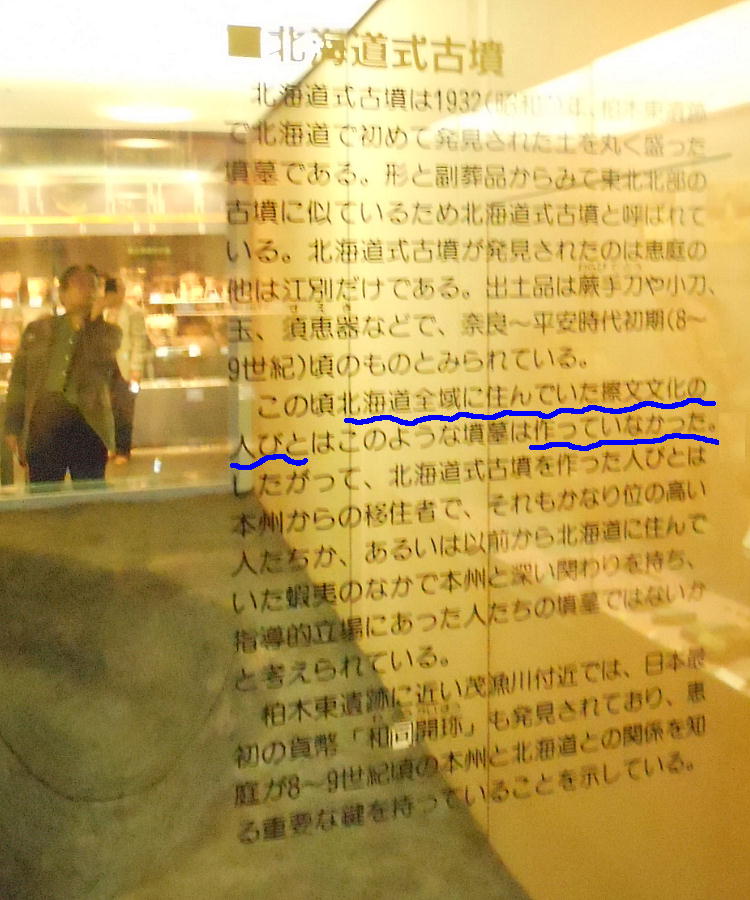 ■北海道式古墳
北海道式古墳は1932(昭和7)年、柏木東遺跡
で北海道で初めて発見された土を丸く盛った
墳墓である。形と副葬品からみて東北北部の
古墳に似ているため北海道式古墳と呼ばれて
いる。北海道式古墳が発見されたのは恵庭の
他は江別だけである。出土品は蕨手刀や小刀、
玉、須恵器などで、奈良〜平安時代初期(8〜
9世紀)頃のものとみられている。
この頃北海道全域に住んでいた擦文文化の
人びとはこのような墳墓は作っていなかった。
したがって、北海道式古墳を作った人びとは
本州からの移住者で、それもかなり位の高い
人たちか、あるいは以前から北海道に住んで
いた蝦夷のなかで本州と深い関わりを持ち、
指導的立場にあった人たちの墳墓ではないか
と考えられている。
柏木東遺跡に近い茂漁川付近では、日本最
初の貨幣「和同開珎」も発見されており、恵
庭が8〜9世紀頃の本州と北海道との関係を知
る重要な鍵を持っていることを示している。